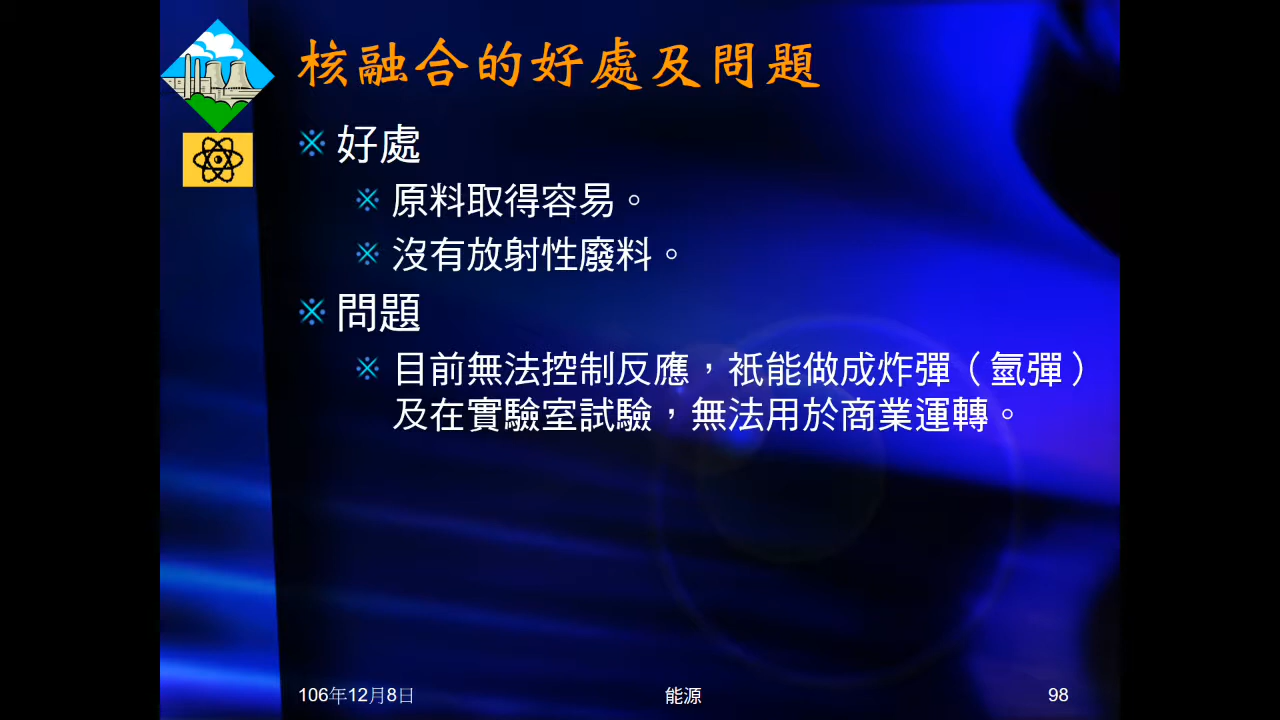 核融合的好處及問題
※ 好處
※ 原料取得容易。
※ 沒有放射性廢料。
※ 問題
※ 目前無法控制反應，祇能做成炸彈（氫彈）
及在實驗室試驗，無法用於商業運轉。
106年12月8日
能源
98